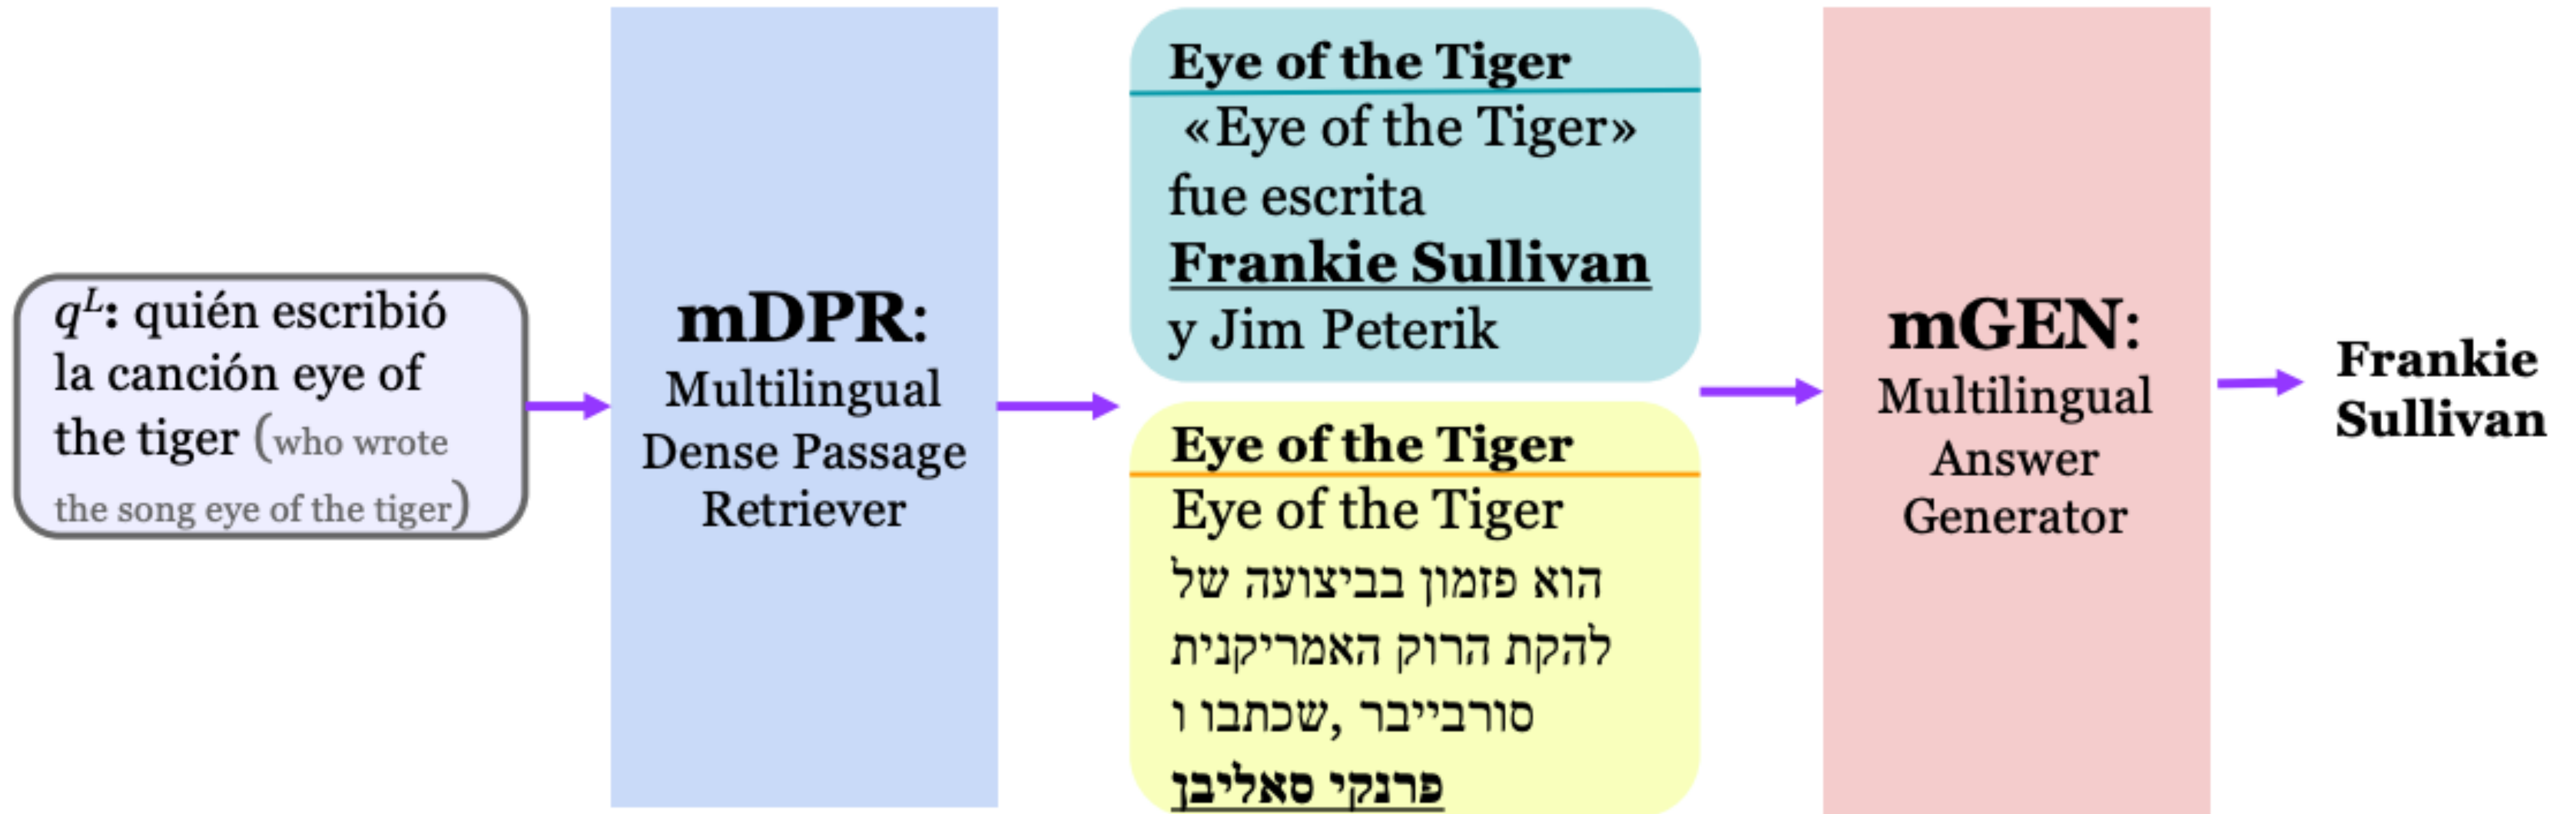 q^L: quién escribió
la canción eye of
the tiger (who wrote
the song eye of the tiger)
mDPR:
Multilingual
Dense Passage
Retriever
Eye of the Tiger
«Eye of the Tiger»
fue escrita
Frankie Sullivan
y Jim Peterik
Eye of the Tiger
Eye of the Tiger
הוא פזמון בביצועה של
להקת הרוק האמריקנית
סורבייבר ,שכתבו ו
פרנקי סאליבן
mGEN:
Multilingual
Answer
Generator
Frankie
Sullivan